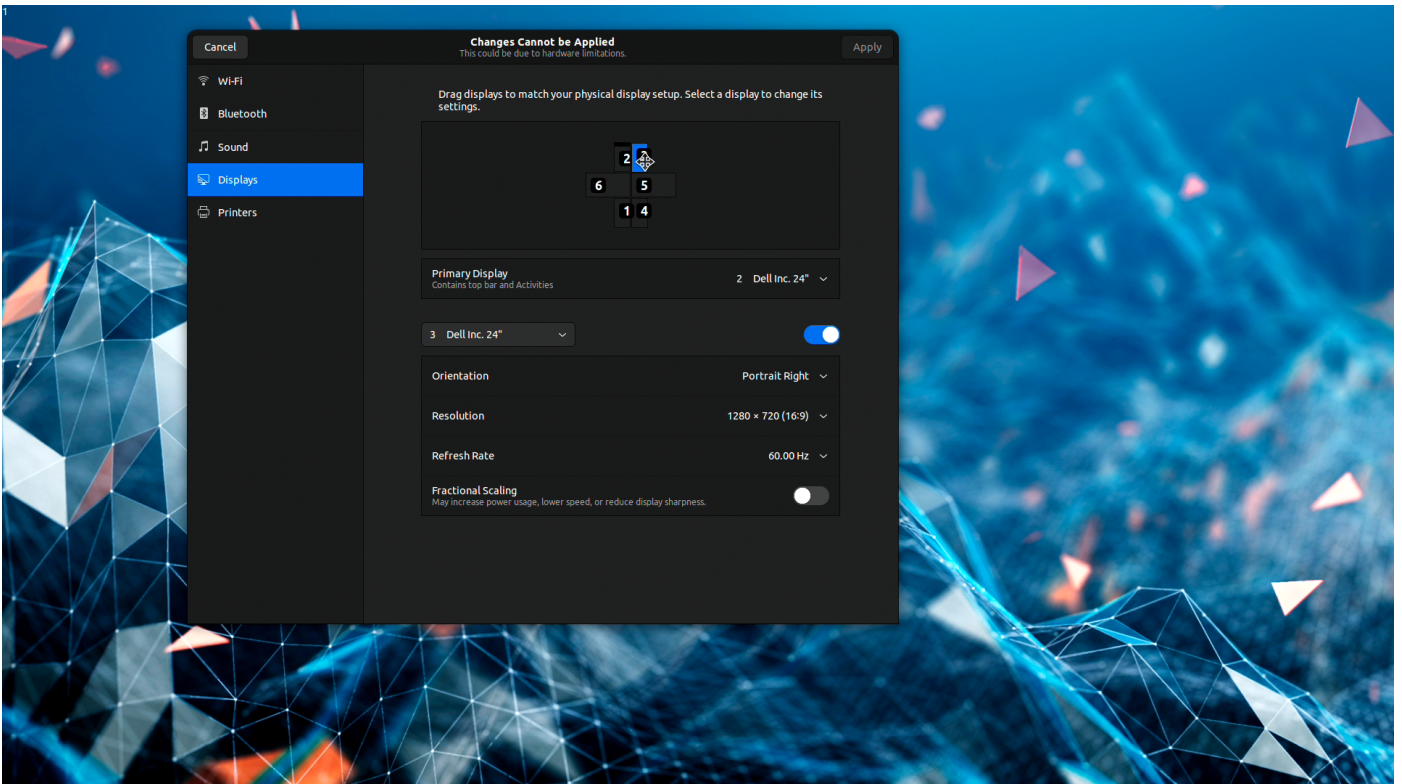 1
Cancel
Changes Cannot be Applied
This could be due to hardware limitations.
Apply
Wi-Fi
Bluetooth
Sound
Displays
Printers
Drag displays to match your physical display setup. Select a display to change its
settings.
2
6 5
1 4
Primary Display
Contains top bar and Activities
2 Dell Inc. 24"
3 Dell Inc. 24"
Orientation
Portrait Right
Resolution
1280 × 720 (16:9)
Refresh Rate
60.00 Hz
Fractional Scaling
May increase power usage, lower speed, or reduce display sharpness.